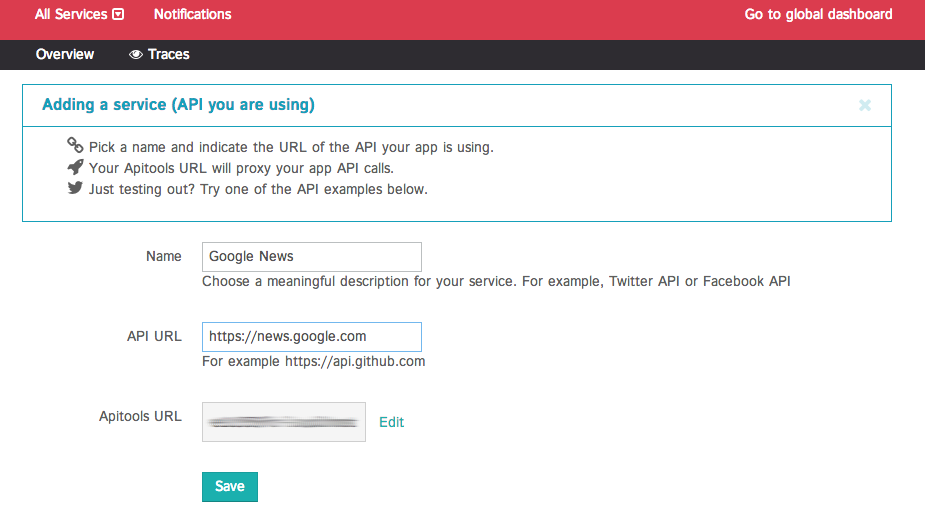 All Services Notifications Go to global dashboard
Overview Traces
Adding a service (API you are using)
Pick a name and indicate the URL of the API your app is using.
Your Apitools URL will proxy your app API calls.
Just testing out? Try one of the API examples below.
Name Google News
Choose a meaningful description for your service. For example, Twitter API or Facebook API
API URL https://news.google.com
For example https://api.github.com
Apitools URL Edit
Save